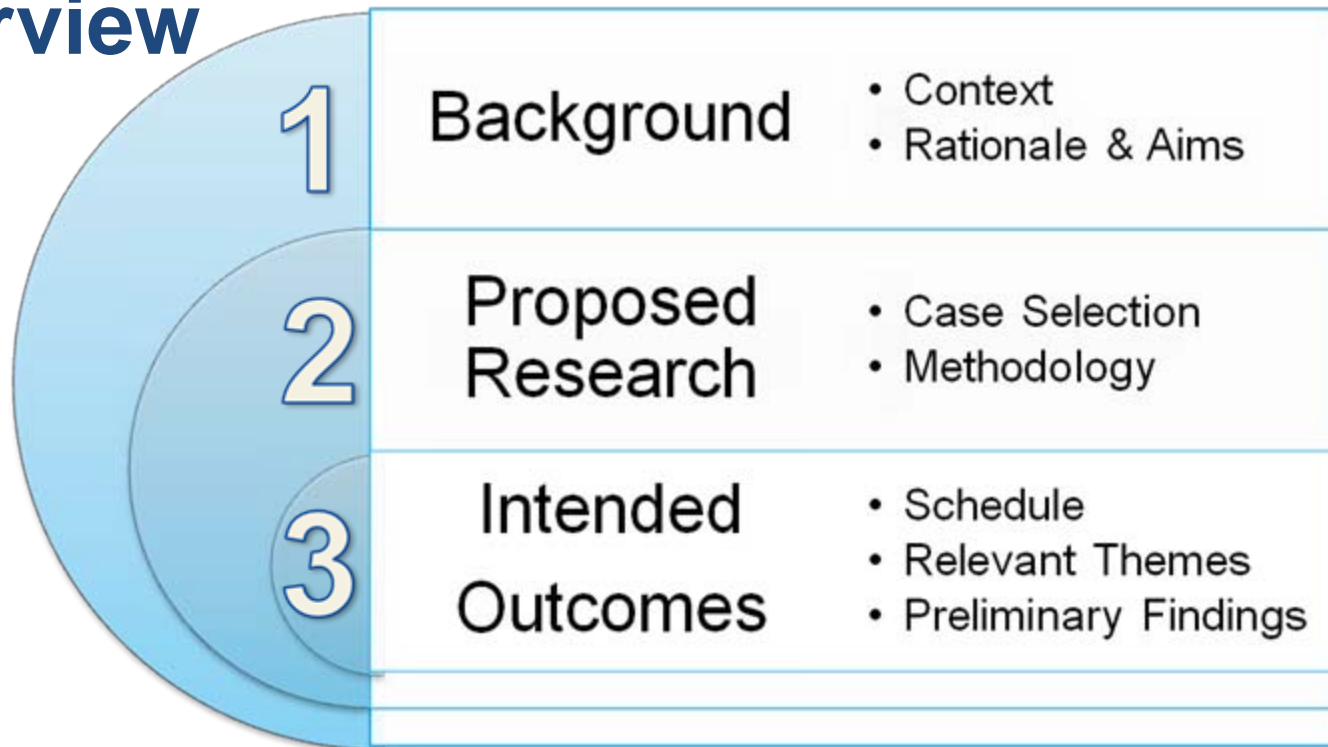 rview
1
Background
• Context
• Rationale & Aims
2
Proposed
Research
• Case Selection
• Methodology
3
Intended
Outcomes
• Schedule
• Relevant Themes
• Preliminary Findings